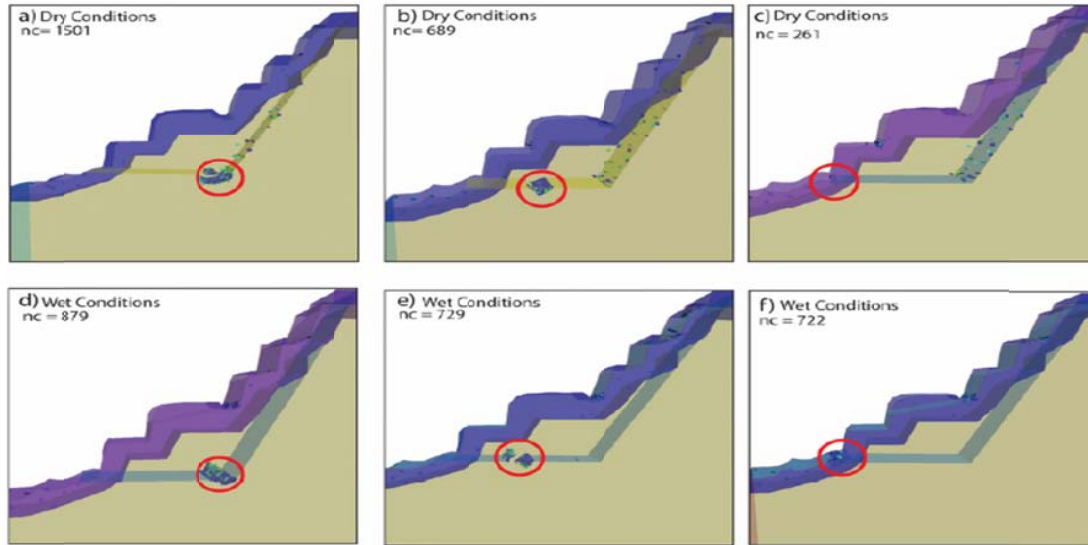 a) Dry Conditions
nc= 1501
b) Dry Conditions
nc= 689
c) Dry Conditions
nc = 261
d) Wet Conditions
nc = 879
e) Wet Conditions
nc = 729
f) Wet Conditions
nc = 722